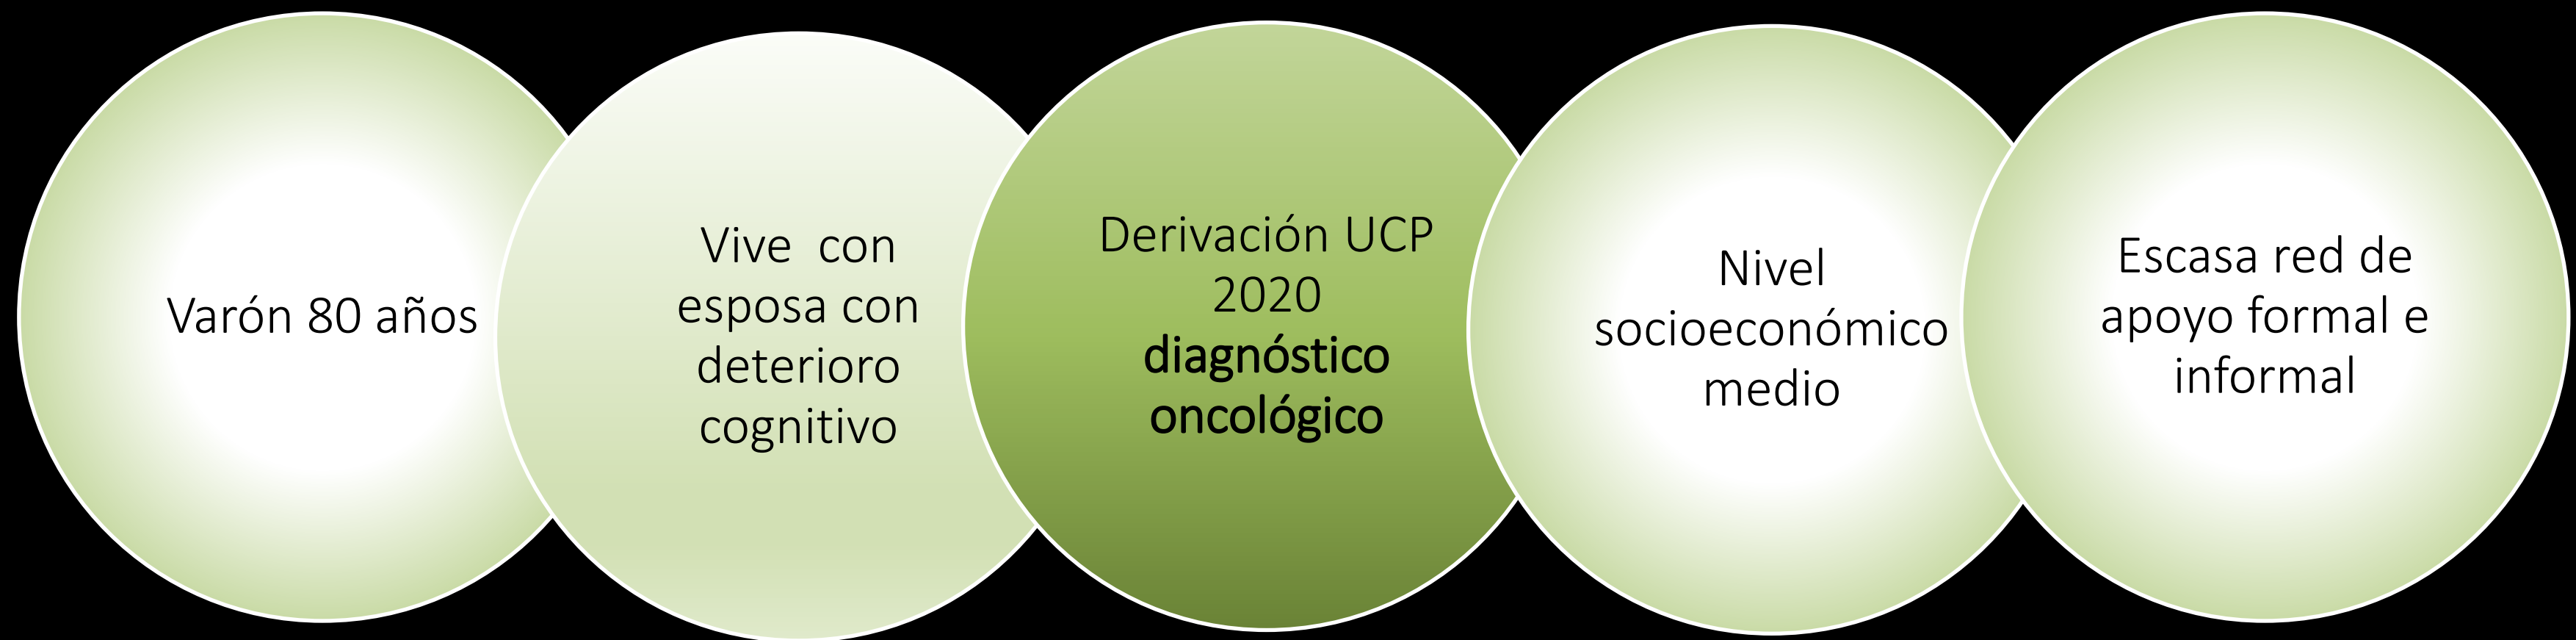 Varón 80 años
Vive con
esposa con
deterioro
cognitivo
Derivación UCP
2020
diagnóstico
oncológico
Nivel
socioeconómico
medio
Escasa red de
apoyo formal e
informal